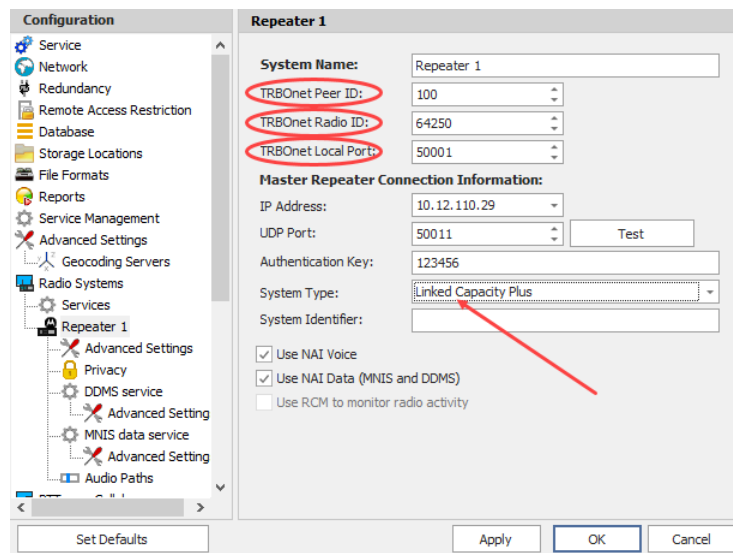 Configuration
Service
Network
Redundancy
Remote Access Restriction
Database
Storage Locations
File Formats
Reports
Service Management
Advanced Settings
Geocoding Servers
Radio Systems
Services
Repeater 1
Advanced Settings
Privacy
DDMS service
Advanced Setting
MNIS data service
Advanced Setting
Audio Paths
Set Defaults
Repeater 1
System Name: Repeater 1
TRBOnet Peer ID: 100
TRBOnet Radio ID: 64250
TRBOnet Local Port: 50001
Master Repeater Connection Information:
IP Address: 10.12.110.29
UDP Port: 50011 Test
Authentication Key: 123456
System Type: Linked Capacity Plus
System Identifier:
Use NAI Voice
Use NAI Data (MNIS and DDMS)
Use RCM to monitor radio activity
Apply OK Cancel